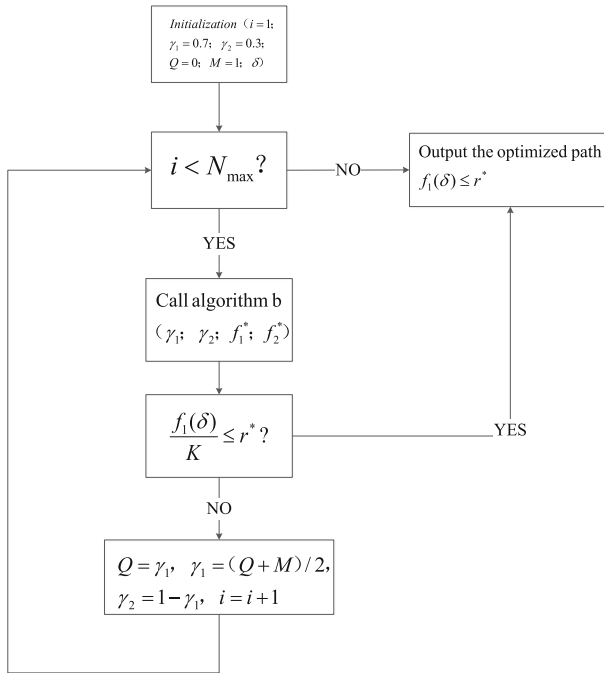 Initialization（i=1;
γ₁=0.7; γ₂=0.3;
Q=0; M=1; δ）
i < N_max?
NO
Output the optimized path
f₁(δ) ≤ r*
YES
Call algorithm b
（γ₁; γ₂; f₁*; f₂*）
f₁(δ)/K ≤ r*?
YES
NO
Q=γ₁, γ₁=(Q+M)/2,
γ₂=1−γ₁, i=i+1